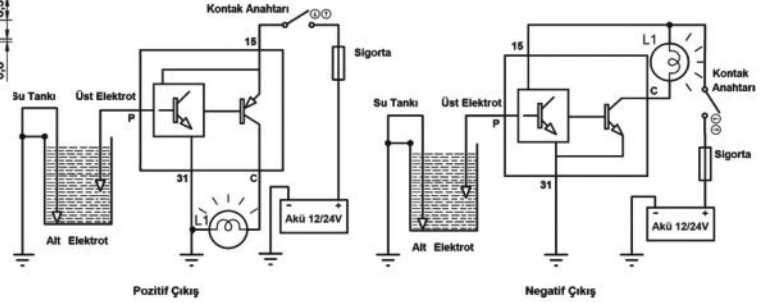 Kontak Anahtarı
15
Sigorta
Su Tankı
Üst Elektrot
P
31
C
L1
- +
Akü 12/24V
Alt Elektrot
Pozitif Çıkış
15
L1
Kontak
Anahtarı
C
Su Tankı
Üst Elektrot
P
Sigorta
31
- +
Akü 12/24V
Alt Elektrot
Negatif Çıkış